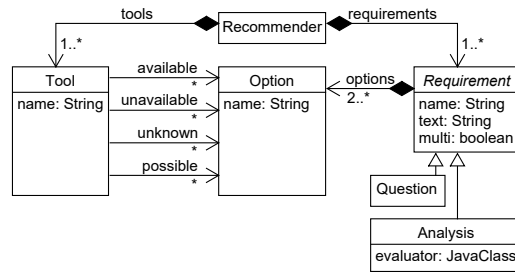 tools
Recommender
requirements
1..*
1..*
Tool
name: String
available
*
unavailable
*
unknown
*
possible
*
Option
name: String
options
2..*
Requirement
name: String
text: String
multi: boolean
Question
Analysis
evaluator: JavaClass